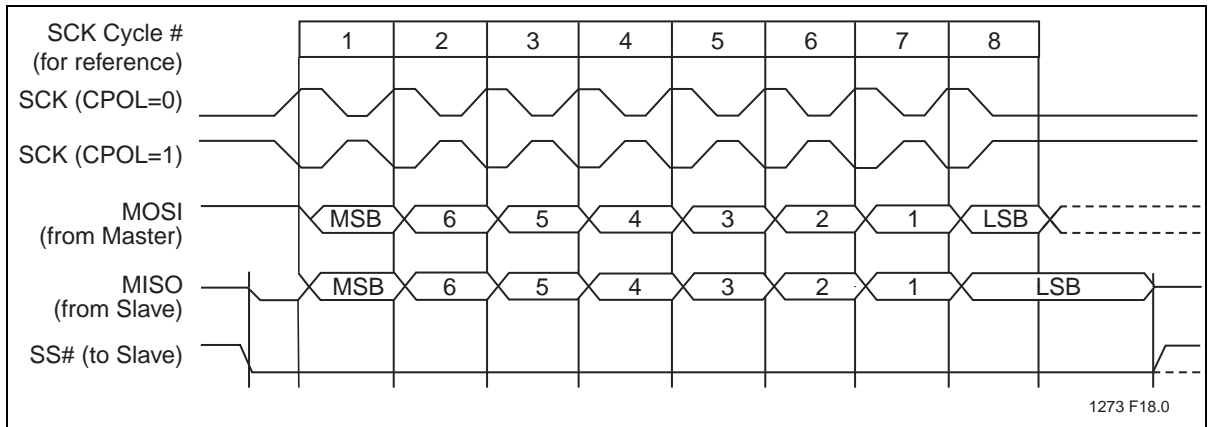 SCK Cycle # 1 2 3 4 5 6 7 8
(for reference)
SCK (CPOL=0)
SCK (CPOL=1)
MOSI MSB 6 5 4 3 2 1 LSB
(from Master)
MISO MSB 6 5 4 3 2 1 LSB
(from Slave)
SS# (to Slave)
1273 F18.0